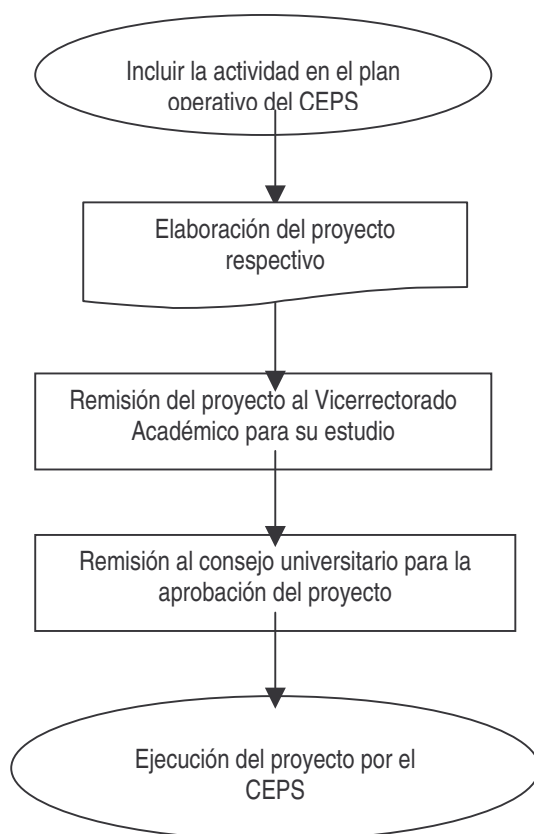 Incluir la actividad en el plan
operativo del CEPS
Elaboración del proyecto
respectivo
Remisión del proyecto al Vicerrectorado
Académico para su estudio
Remisión al consejo universitario para la
aprobación del proyecto
Ejecución del proyecto por el
CEPS